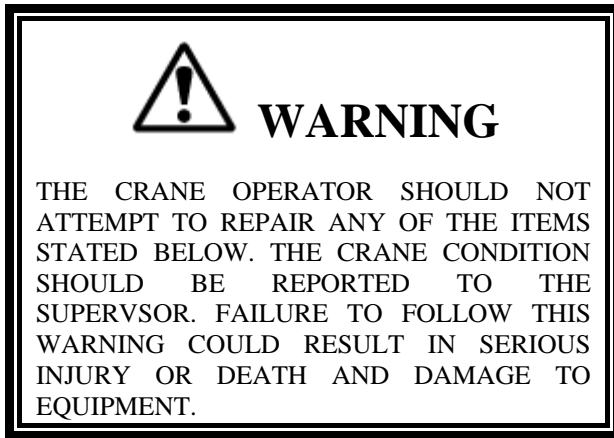 WARNING
THE CRANE OPERATOR SHOULD NOT
ATTEMPT TO REPAIR ANY OF THE ITEMS
STATED BELOW. THE CRANE CONDITION
SHOULD BE REPORTED TO THE
SUPERVSOR. FAILURE TO FOLLOW THIS
WARNING COULD RESULT IN SERIOUS
INJURY OR DEATH AND DAMAGE TO
EQUIPMENT.